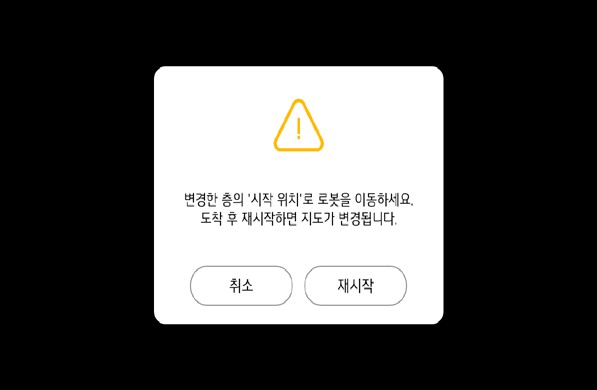 변경한 층의 '시작 위치'로 로봇을 이동하세요.
도착 후 재시작하면 지도가 변경됩니다.
취소
재시작